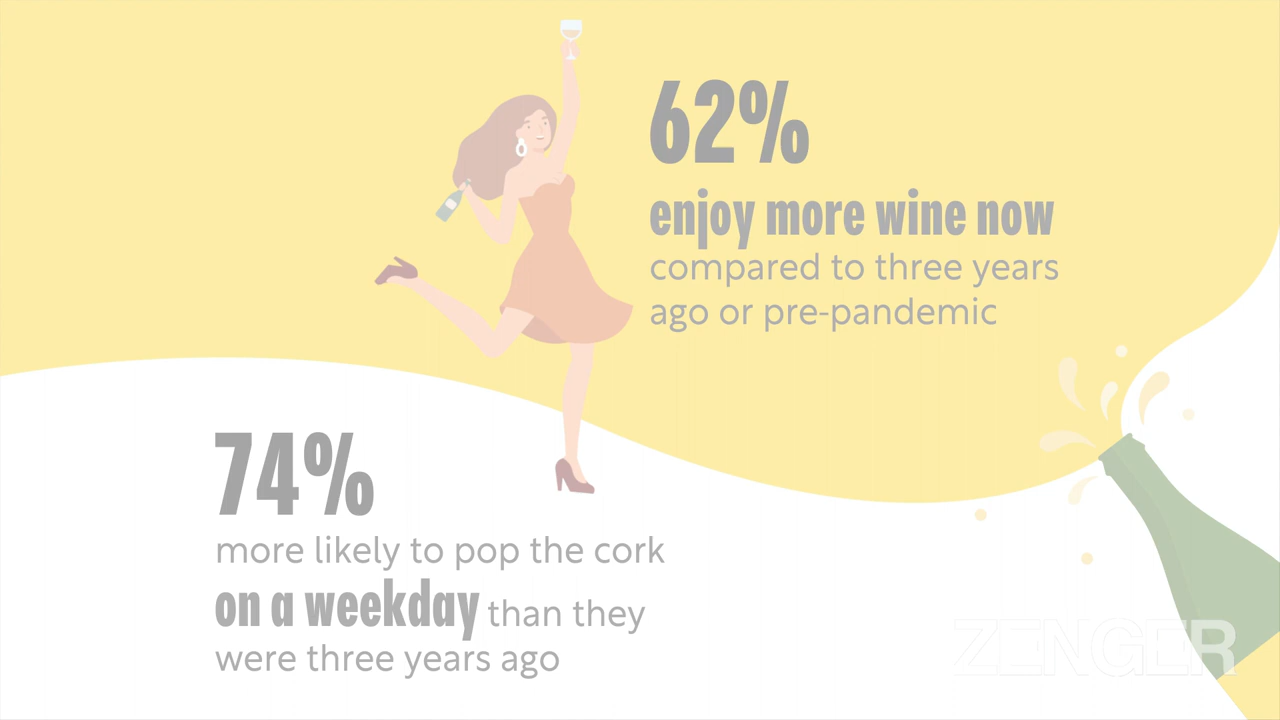 62%
enjoy more wine now
compared to three years
ago or pre-pandemic
74%
more likely to pop the cork
on a weekday than they
were three years ago
ZENGER